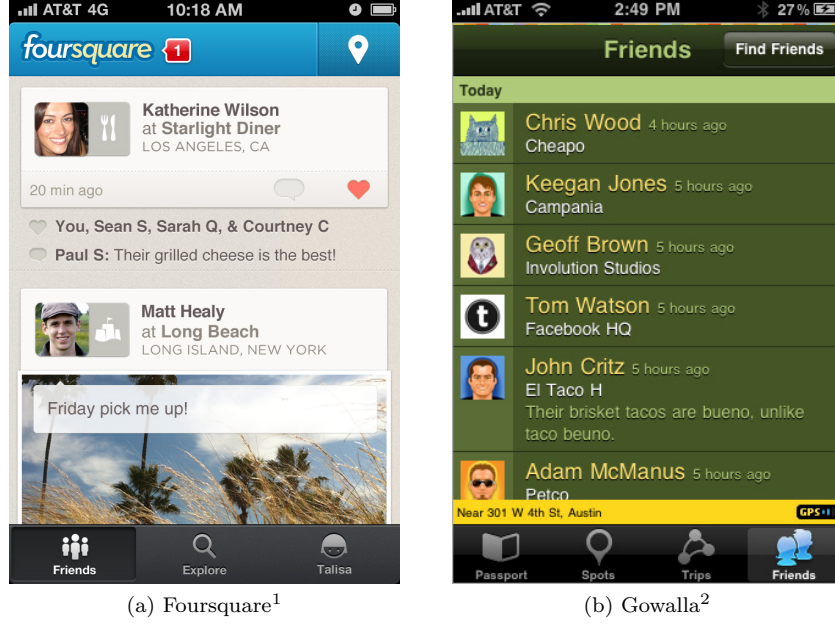 AT&T 4G 10:18 AM
foursquare 1
Katherine Wilson
at Starlight Diner
LOS ANGELES, CA
20 min ago
You, Sean S, Sarah Q, & Courtney C
Paul S: Their grilled cheese is the best!
Matt Healy
at Long Beach
LONG ISLAND, NEW YORK
Friday pick me up!
Friends Explore Talisa
(a) Foursquare1
AT&T 2:49 PM 27%
Friends Find Friends
Today
Chris Wood 4 hours ago
Cheapo
Keegan Jones 5 hours ago
Campania
Geoff Brown 5 hours ago
Involution Studios
t
Tom Watson 5 hours ago
Facebook HQ
John Critz 5 hours ago
El Taco H
Their brisket tacos are bueno, unlike
taco beuno.
Adam McManus 5 hours ago
Petco
Near 301 W 4th St, Austin GPS
Passport Spots Trips Friends
(b) Gowalla2